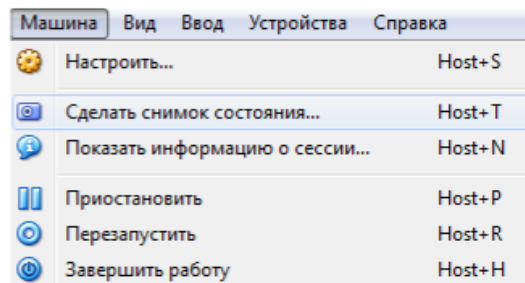 Машина Вид Ввод Устройства Справка
Настроить... Host+S
Сделать снимок состояния... Host+T
Показать информацию о сессии... Host+N
Приостановить Host+P
Перезапустить Host+R
Завершить работу Host+H